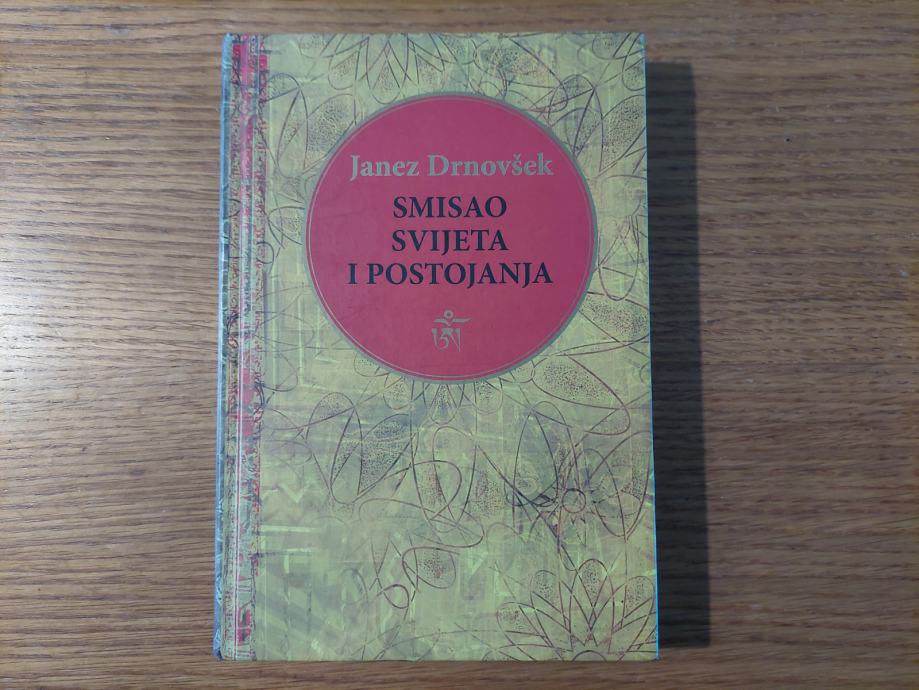 Janez Drnovšek
SMISAO
SVIJETA
I POSTOJANJA
ༀ